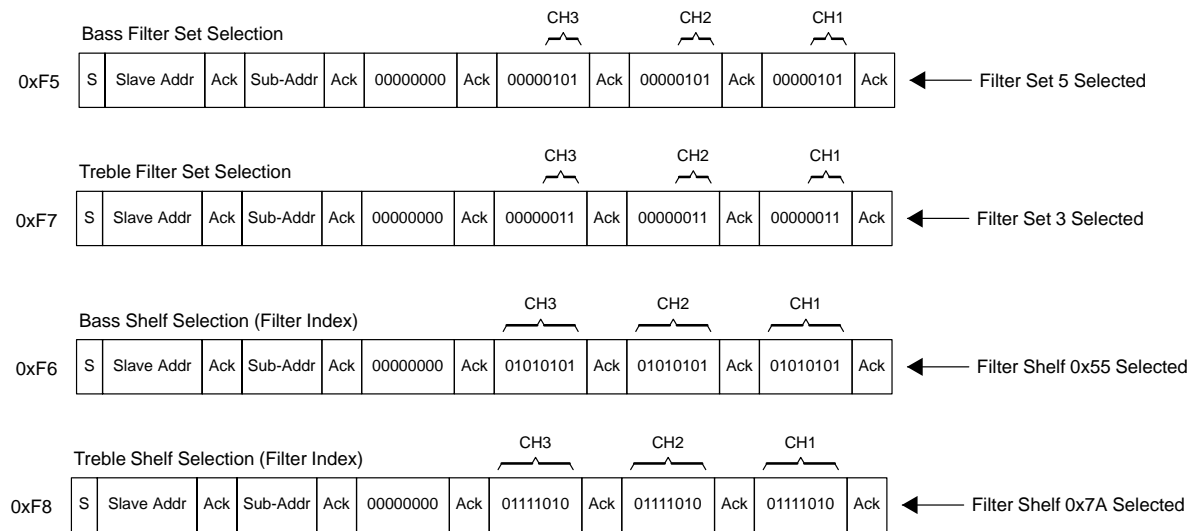 CH3 CH2 CH1
Bass Filter Set Selection
0xF5 S Slave Addr Ack Sub-Addr Ack 00000000 Ack 00000101 Ack 00000101 Ack 00000101 Ack Filter Set 5 Selected
CH3 CH2 CH1
Treble Filter Set Selection
0xF7 S Slave Addr Ack Sub-Addr Ack 00000000 Ack 00000011 Ack 00000011 Ack 00000011 Ack Filter Set 3 Selected
CH3 CH2 CH1
Bass Shelf Selection (Filter Index)
0xF6 S Slave Addr Ack Sub-Addr Ack 00000000 Ack 01010101 Ack 01010101 Ack 01010101 Ack Filter Shelf 0x55 Selected
CH3 CH2 CH1
Treble Shelf Selection (Filter Index)
0xF8 S Slave Addr Ack Sub-Addr Ack 00000000 Ack 01111010 Ack 01111010 Ack 01111010 Ack Filter Shelf 0x7A Selected